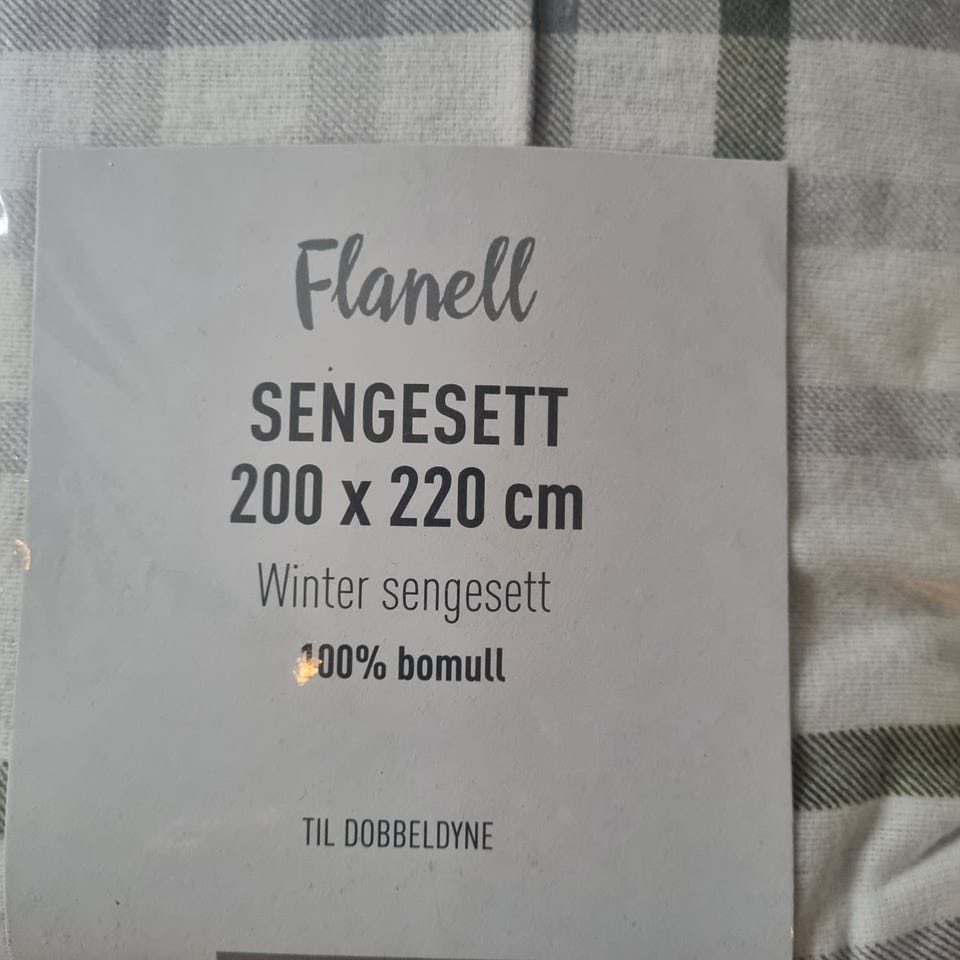 Flanell
SENGESETT
200 x 220 cm
Winter sengesett
100% bomull
TIL DOBBELDYNE